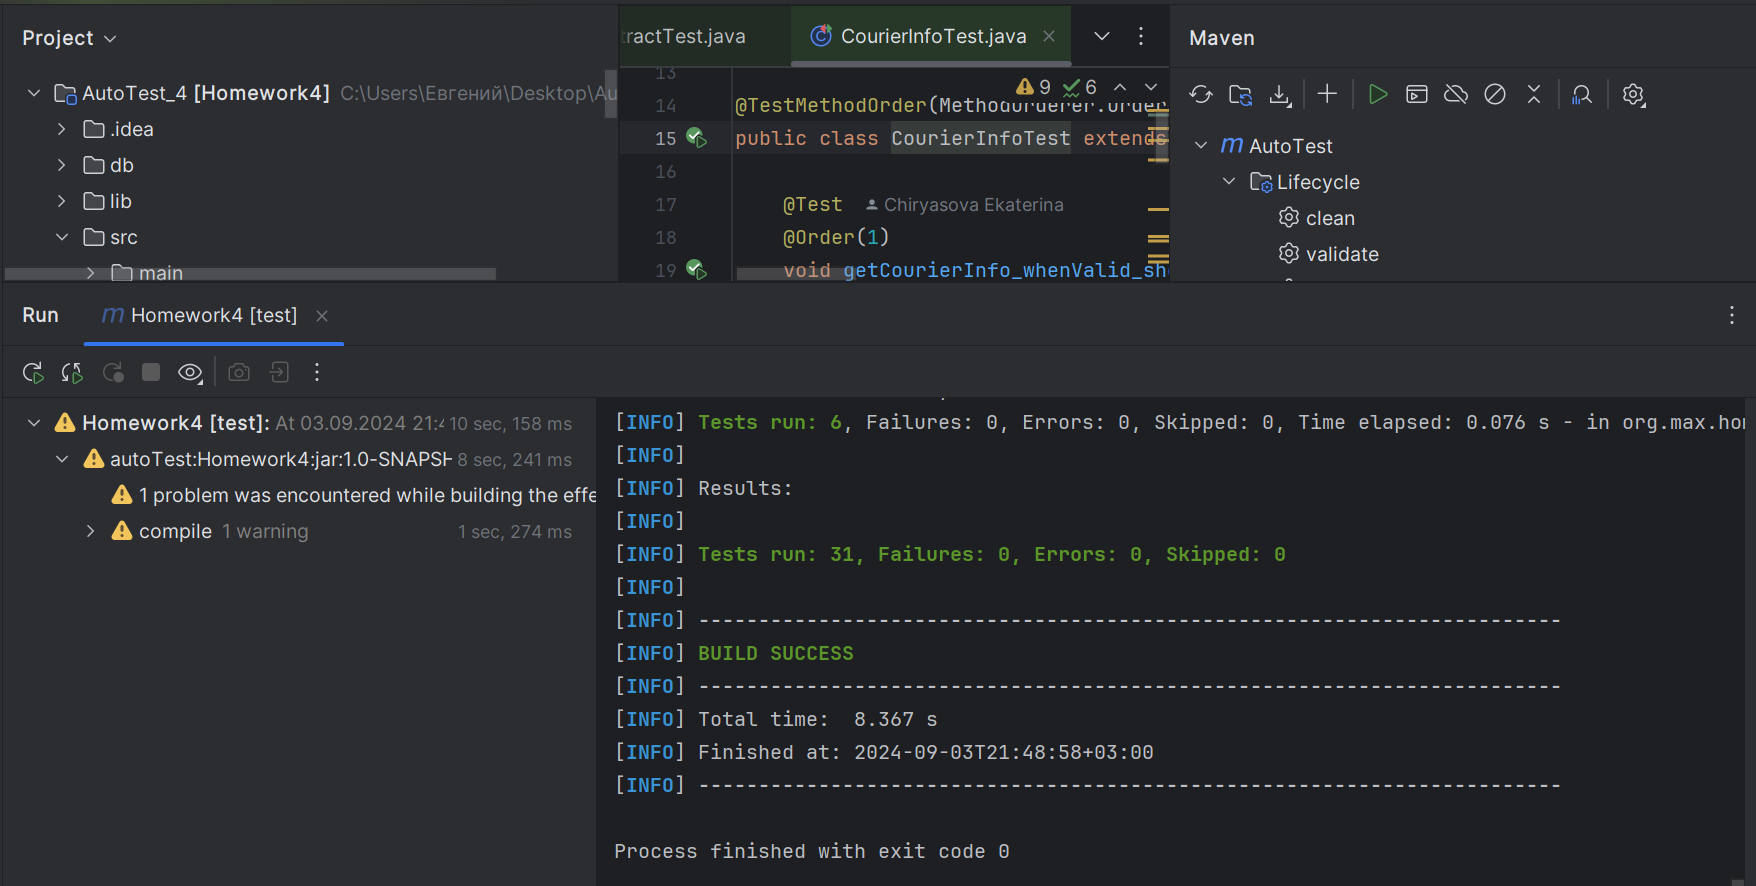 Project
AutoTest_4 [Homework4] C:\Users\Евгений\Desktop\Au
.idea
db
lib
src
main
tractTest.java
CourierInfoTest.java
9 6
13
14 @TestMethodOrder(MethodOrderer.Order
15 public class CourierInfoTest extends
16
17 @Test Chiryasova Ekaterina
18 @Order(1)
19 void getCourierInfo_whenValid_sh
Maven
AutoTest
Lifecycle
clean
validate
Run
Homework4 [test]
Homework4 [test]: At 03.09.2024 21:4 10 sec, 158 ms
autoTest:Homework4:jar:1.0-SNAPSH 8 sec, 241 ms
1 problem was encountered while building the effe
compile 1 warning 1 sec, 274 ms
[INFO] Tests run: 6, Failures: 0, Errors: 0, Skipped: 0, Time elapsed: 0.076 s - in org.max.hom
[INFO]
[INFO] Results:
[INFO]
[INFO] Tests run: 31, Failures: 0, Errors: 0, Skipped: 0
[INFO]
[INFO] ------------------------------------------------------------------------
[INFO] BUILD SUCCESS
[INFO] ------------------------------------------------------------------------
[INFO] Total time:  8.367 s
[INFO] Finished at: 2024-09-03T21:48:58+03:00
[INFO] ------------------------------------------------------------------------
Process finished with exit code 0